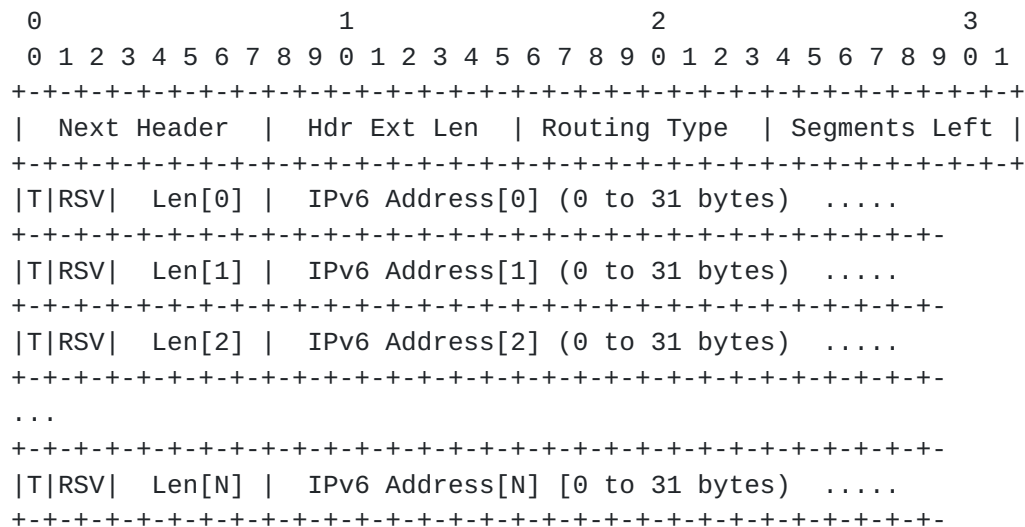 0                   1                   2                   3
 0 1 2 3 4 5 6 7 8 9 0 1 2 3 4 5 6 7 8 9 0 1 2 3 4 5 6 7 8 9 0 1
+-+-+-+-+-+-+-+-+-+-+-+-+-+-+-+-+-+-+-+-+-+-+-+-+-+-+-+-+-+-+-+-+
|  Next Header  |  Hdr Ext Len  | Routing Type  | Segments Left |
+-+-+-+-+-+-+-+-+-+-+-+-+-+-+-+-+-+-+-+-+-+-+-+-+-+-+-+-+-+-+-+-+
|T|RSV|  Len[0] |  IPv6 Address[0] (0 to 31 bytes)  .....
+-+-+-+-+-+-+-+-+-+-+-+-+-+-+-+-+-+-+-+-+-+-+-+-+-+-+-+-+-+-
|T|RSV|  Len[1] |  IPv6 Address[1] (0 to 31 bytes)  .....
+-+-+-+-+-+-+-+-+-+-+-+-+-+-+-+-+-+-+-+-+-+-+-+-+-+-+-+-+-+-
|T|RSV|  Len[2] |  IPv6 Address[2] (0 to 31 bytes)  .....
+-+-+-+-+-+-+-+-+-+-+-+-+-+-+-+-+-+-+-+-+-+-+-+-+-+-+-+-+-+-
...
+-+-+-+-+-+-+-+-+-+-+-+-+-+-+-+-+-+-+-+-+-+-+-+-+-+-+-+-+-+-
|T|RSV|  Len[N] |  IPv6 Address[N] [0 to 31 bytes)  .....
+-+-+-+-+-+-+-+-+-+-+-+-+-+-+-+-+-+-+-+-+-+-+-+-+-+-+-+-+-+-